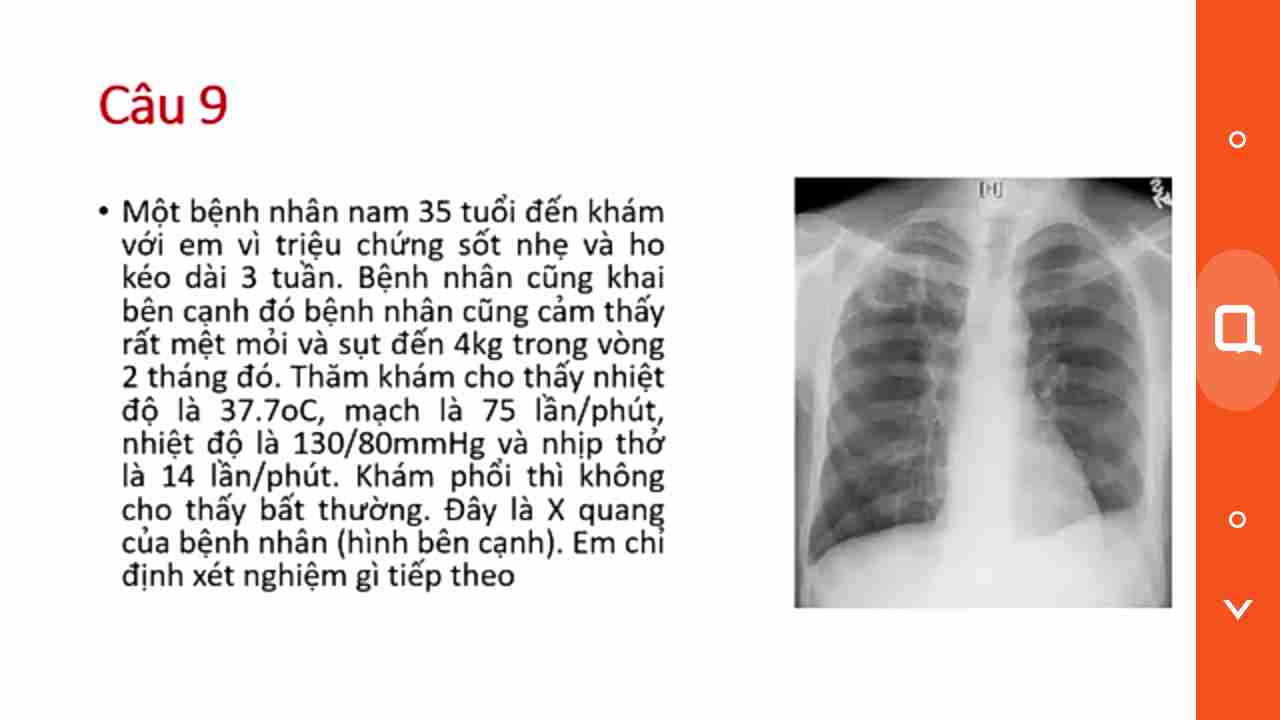 Câu 9
• Một bệnh nhân nam 35 tuổi đến khám
với em vì triệu chứng sốt nhẹ và ho
kéo dài 3 tuần. Bệnh nhân cũng khai
bên cạnh đó bệnh nhân cũng cảm thấy
rất mệt mỏi và sụt đến 4kg trong vòng
2 tháng đó. Thăm khám cho thấy nhiệt
độ là 37.7oC, mạch là 75 lần/phút,
nhiệt độ là 130/80mmHg và nhịp thở
là 14 lần/phút. Khám phổi thì không
cho thấy bất thường. Đây là X quang
của bệnh nhân (hình bên cạnh). Em chỉ
định xét nghiệm gì tiếp theo
[H]